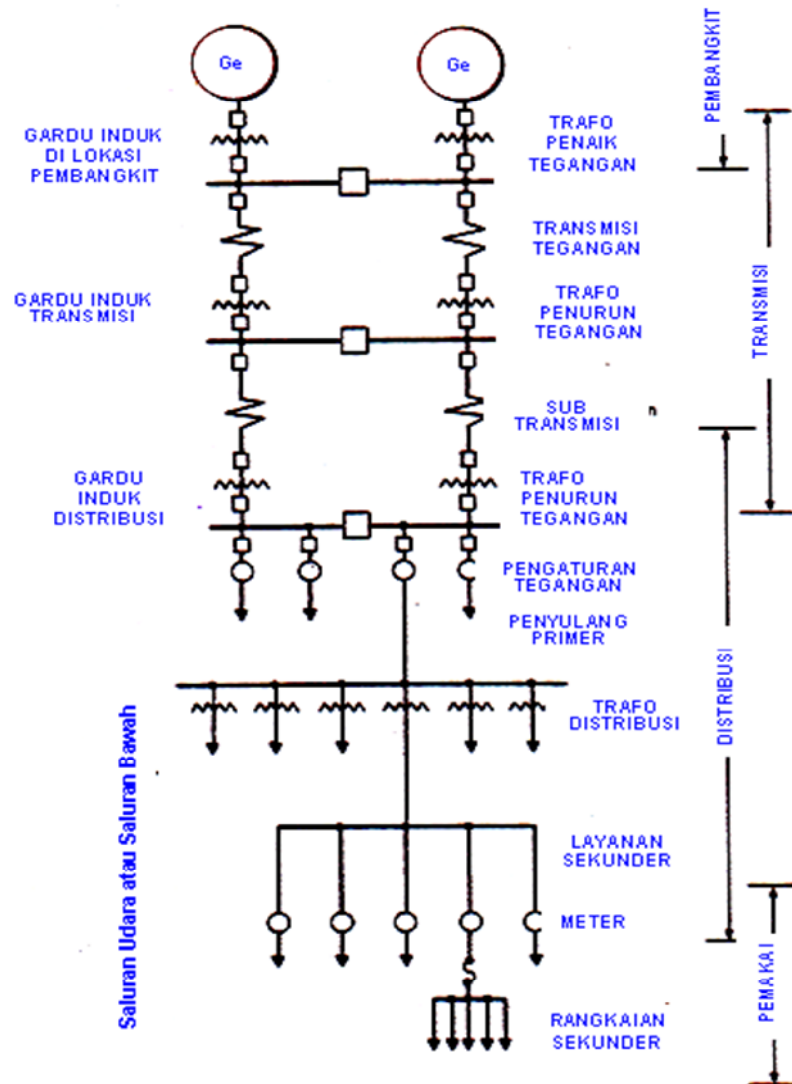 Ge
Ge
PEMBANGKIT
GARDU INDUK
DI LOKASI
PEMBANGKIT
TRAFO
PENAIK
TEGANGAN
TRANSMISI
TEGANGAN
TRANSMISI
GARDU INDUK
TRANSMISI
TRAFO
PENURUN
TEGANGAN
SUB
TRANSMISI
n
GARDU
INDUK
DISTRIBUSI
TRAFO
PENURUN
TEGANGAN
PENGATURAN
TEGANGAN
PENYULANG
PRIMER
DISTRIBUSI
TRAFO
DISTRIBUSI
Saluran Udara atau Saluran Bawah
LAYANAN
SEKUNDER
METER
PEMAKAI
RANGKAIAN
SEKUNDER